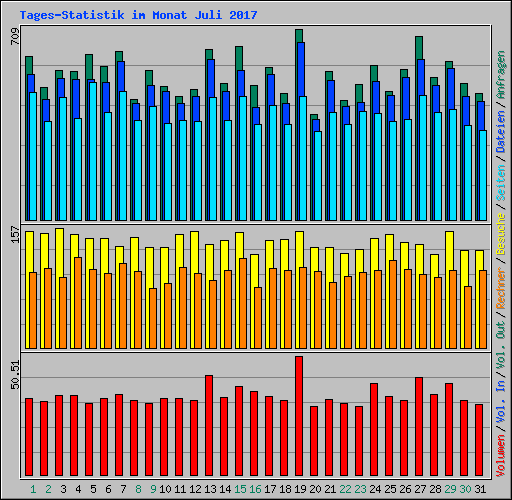 Tages-Statistik im Monat Juli 2017
709
157
50.51
Volumen / Vol. In / Vol. Out / Rechner / Besuche / Seiten / Dateien / Anfragen
1 2 3 4 5 6 7 8 9 10 11 12 13 14 15 16 17 18 19 20 21 22 23 24 25 26 27 28 29 30 31